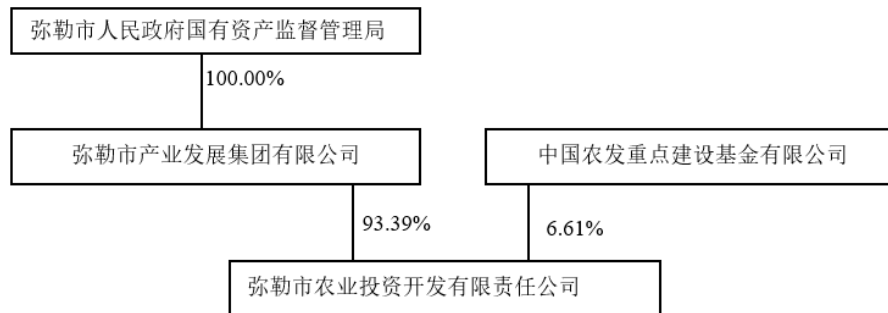 弥勒市人民政府国有资产监督管理局
100.00%
弥勒市产业发展集团有限公司
中国农发重点建设基金有限公司
93.39%
6.61%
弥勒市农业投资开发有限责任公司